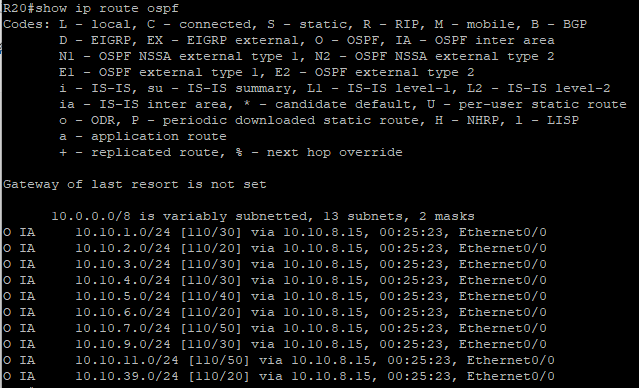 R20#show ip route ospf
Codes: L - local, C - connected, S - static, R - RIP, M - mobile, B - BGP
D - EIGRP, EX - EIGRP external, O - OSPF, IA - OSPF inter area
N1 - OSPF NSSA external type 1, N2 - OSPF NSSA external type 2
E1 - OSPF external type 1, E2 - OSPF external type 2
i - IS-IS, su - IS-IS summary, L1 - IS-IS level-1, L2 - IS-IS level-2
ia - IS-IS inter area, * - candidate default, U - per-user static route
o - ODR, P - periodic downloaded static route, H - NHRP, l - LISP
a - application route
+ - replicated route, % - next hop override
Gateway of last resort is not set
10.0.0.0/8 is variably subnetted, 13 subnets, 2 masks
O IA 10.10.1.0/24 [110/30] via 10.10.8.15, 00:25:23, Ethernet0/0
O IA 10.10.2.0/24 [110/20] via 10.10.8.15, 00:25:23, Ethernet0/0
O IA 10.10.3.0/24 [110/30] via 10.10.8.15, 00:25:23, Ethernet0/0
O IA 10.10.4.0/24 [110/30] via 10.10.8.15, 00:25:23, Ethernet0/0
O IA 10.10.5.0/24 [110/40] via 10.10.8.15, 00:25:23, Ethernet0/0
O IA 10.10.6.0/24 [110/20] via 10.10.8.15, 00:25:23, Ethernet0/0
O IA 10.10.7.0/24 [110/50] via 10.10.8.15, 00:25:23, Ethernet0/0
O IA 10.10.9.0/24 [110/30] via 10.10.8.15, 00:25:23, Ethernet0/0
O IA 10.10.11.0/24 [110/50] via 10.10.8.15, 00:25:23, Ethernet0/0
O IA 10.10.39.0/24 [110/20] via 10.10.8.15, 00:25:23, Ethernet0/0